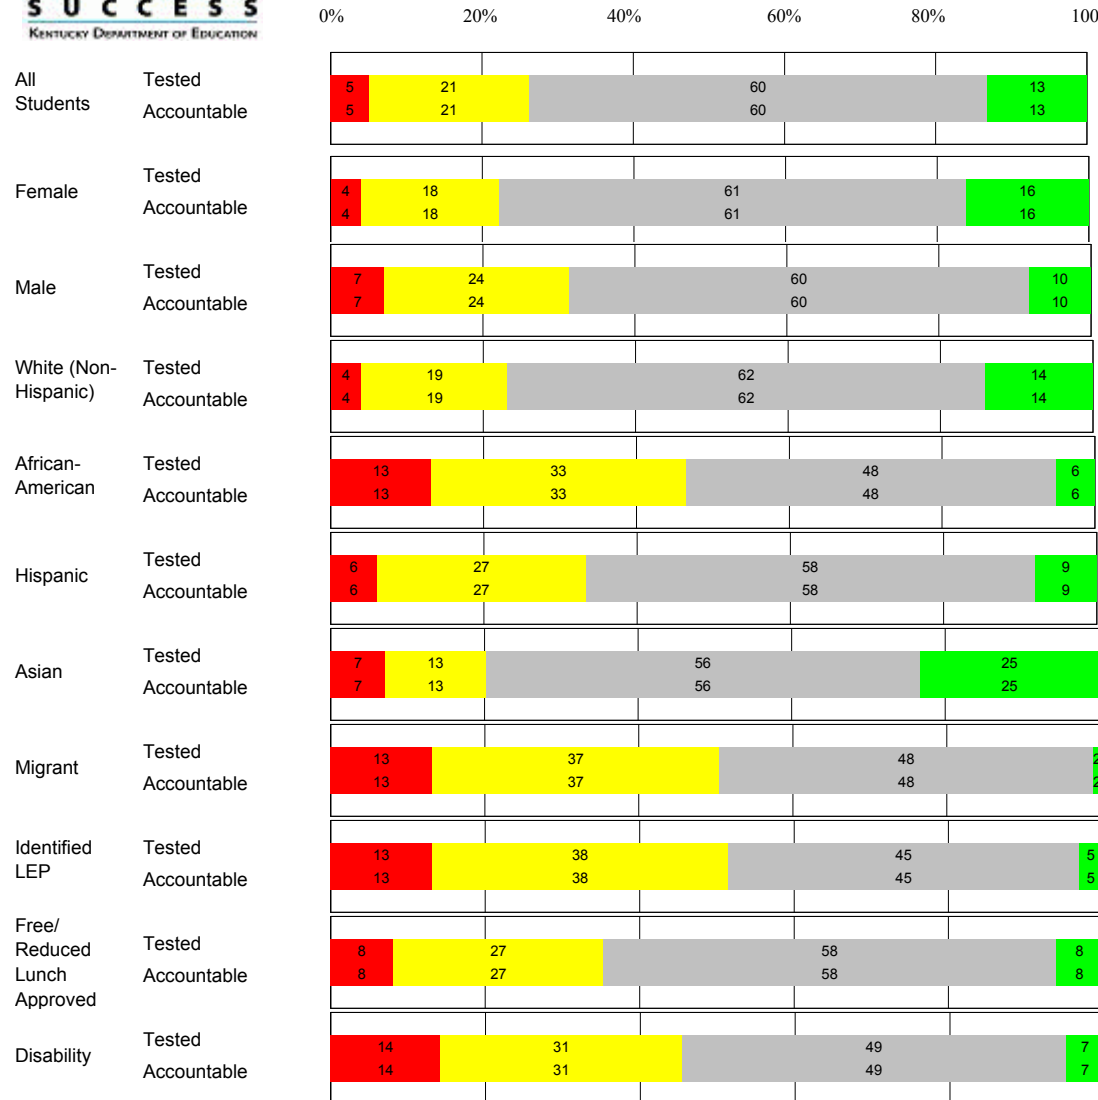 SUCCESS
KENTUCKY DEPARTMENT OF EDUCATION
0% 20% 40% 60% 80% 100
All Students
Tested 5 21 60 13
Accountable 5 21 60 13
Female
Tested 4 18 61 16
Accountable 4 18 61 16
Male
Tested 7 24 60 10
Accountable 7 24 60 10
White (Non-
Hispanic)
Tested 4 19 62 14
Accountable 4 19 62 14
African-
American
Tested 13 33 48 6
Accountable 13 33 48 6
Hispanic
Tested 6 27 58 9
Accountable 6 27 58 9
Asian
Tested 7 13 56 25
Accountable 7 13 56 25
Migrant
Tested 13 37 48 2
Accountable 13 37 48 2
Identified
LEP
Tested 13 38 45 5
Accountable 13 38 45 5
Free/
Reduced
Lunch
Approved
Tested 8 27 58 8
Accountable 8 27 58 8
Disability
Tested 14 31 49 7
Accountable 14 31 49 7